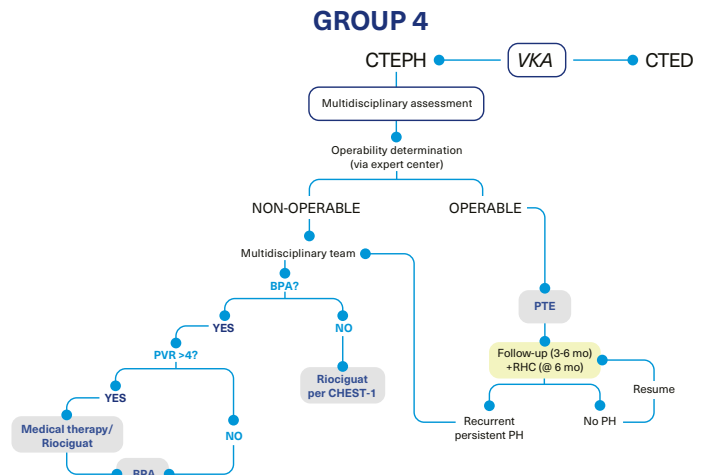 GROUP 4
CTEPH
VKA
CTED
Multidisciplinary assessment
Operability determination
(via expert center)
NON-OPERABLE
OPERABLE
Multidisciplinary team
BPA?
YES
NO
PVR >4?
Riociguat
per CHEST-1
YES
NO
Medical therapy/
Riociguat
BPA
PTE
Follow-up (3-6 mo)
+RHC (@ 6 mo)
Resume
Recurrent
persistent PH
No PH